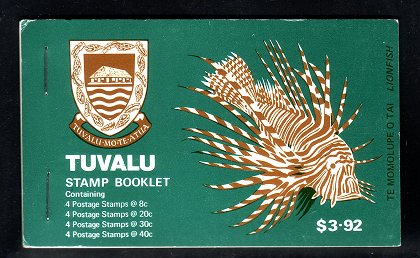 TUVALU-MO-TE-ATUA
TUVALU
STAMP BOOKLET
Containing
4 Postage Stamps @ 8c
4 Postage Stamps @ 20c
4 Postage Stamps @ 30c
4 Postage Stamps @ 40c
$3·92
TE MOMOLUPE O TAI LIONFISH